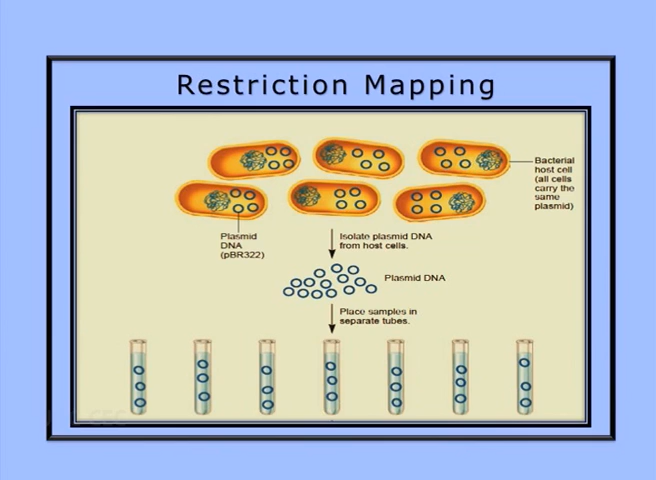 Restriction Mapping
Bacterial
host cell
(all cells
carry the
same
plasmid)
Plasmid
DNA
(pBR322)
Isolate plasmid DNA
from host cells.
Plasmid DNA
Place samples in
separate tubes.
CEC